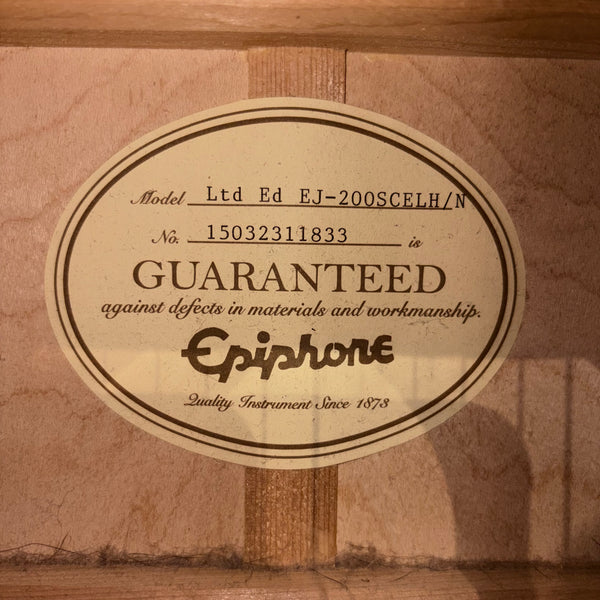 Model Ltd Ed EJ-200SCELH/N
No. 15032311833 is
GUARANTEED
against defects in materials and workmanship.
Epiphone
Quality Instrument Since 1873